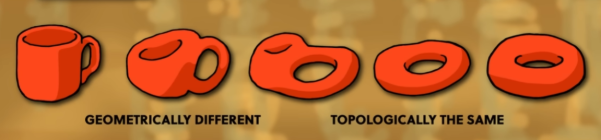 GEOMETRICALLY DIFFERENT
TOPOLOGICALLY THE SAME